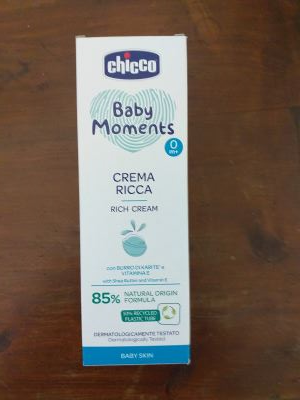 chicco
Baby
Moments
0
M+
CREMA
RICCA
RICH CREAM
con BURRO DI KARITÈ e
VITAMINA E
with Shea Butter and Vitamin E
85% NATURAL ORIGIN
FORMULA
50% RECYCLED
PLASTIC TUBE
DERMATOLOGICAMENTE TESTATO
Dermatologically Tested
BABY SKIN